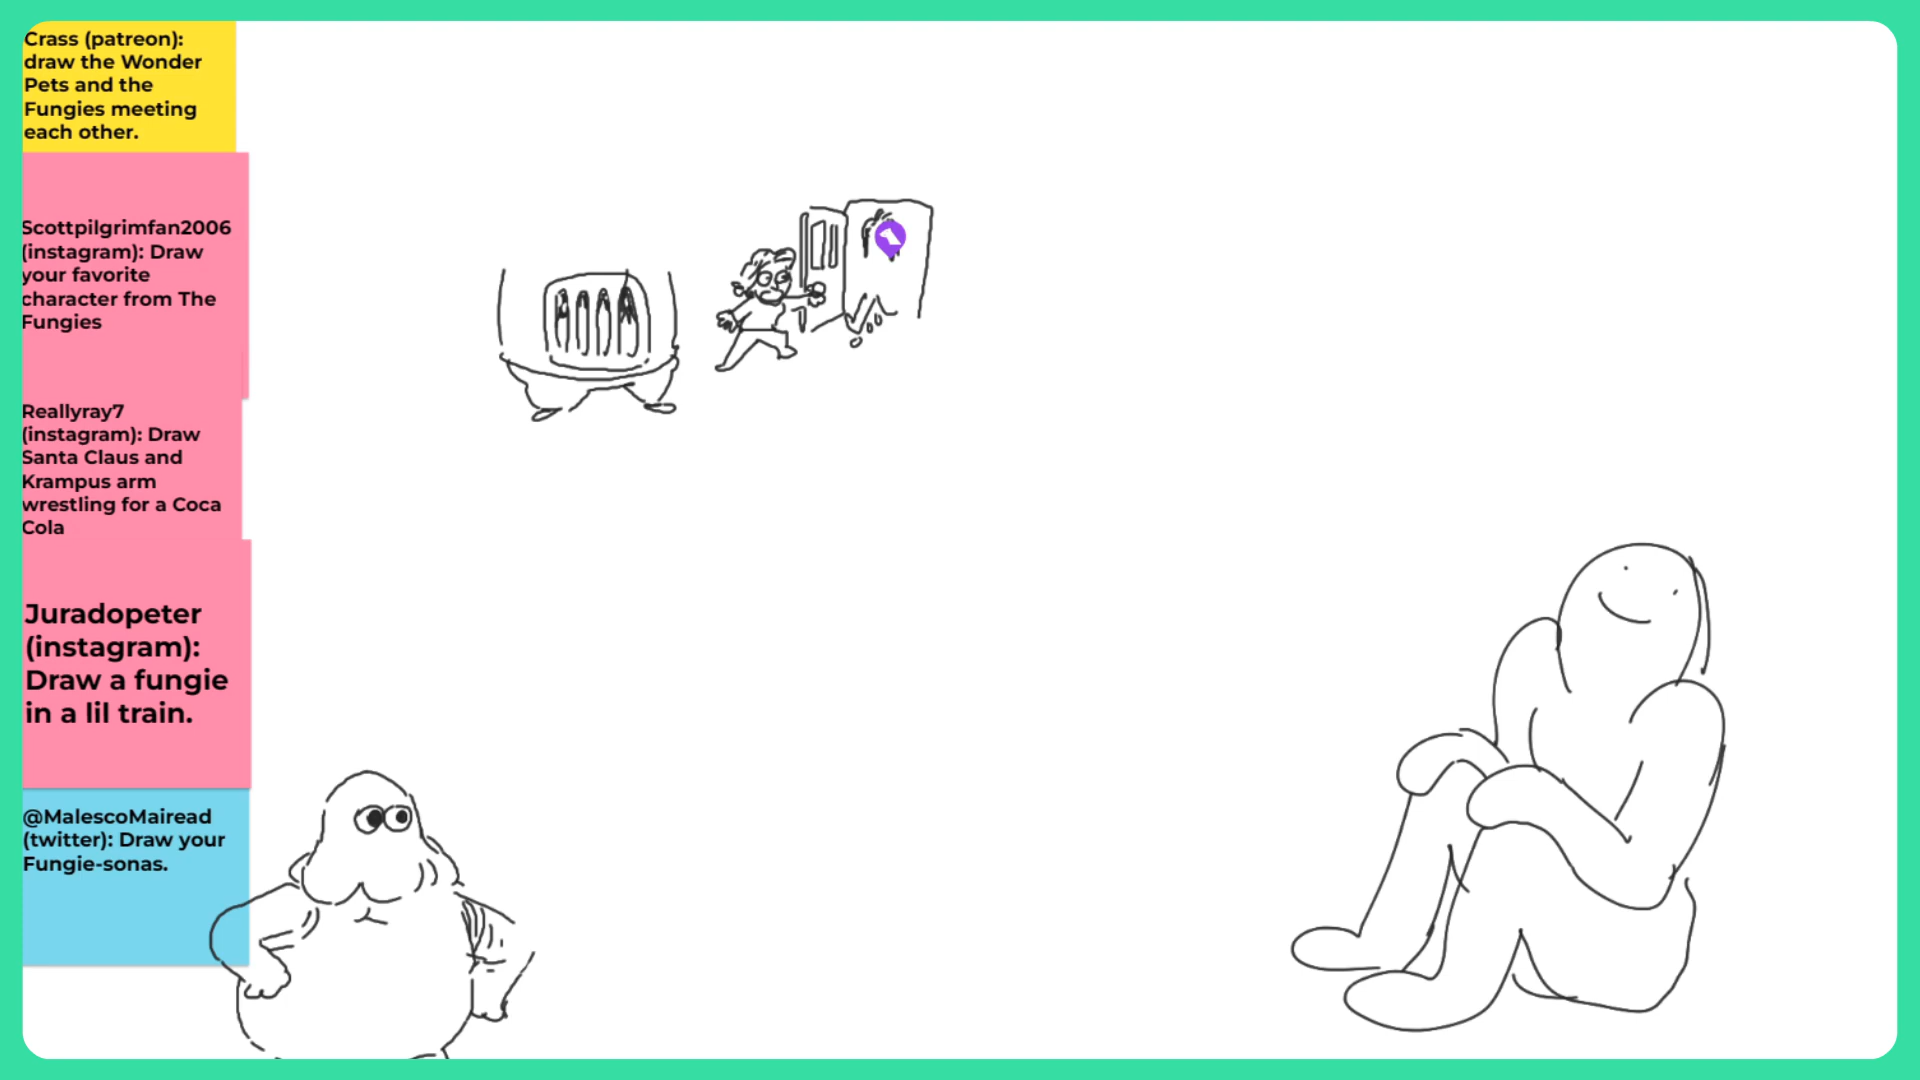 Crass (patreon):
draw the Wonder
Pets and the
Fungies meeting
each other.
Scottpilgrimfan2006
(instagram): Draw
your favorite
character from The
Fungies
Reallyray7
(instagram): Draw
Santa Claus and
Krampus arm
wrestling for a Coca
Cola
Juradopeter
(instagram):
Draw a fungie
in a lil train.
@MalescoMairead
(twitter): Draw your
Fungie-sonas.